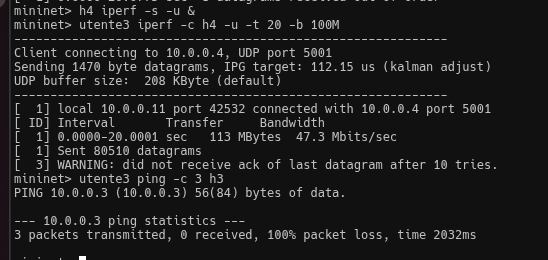 mininet> h4 iperf -s -u &
mininet> utente3 iperf -c h4 -u -t 20 -b 100M
------------------------------------------------------------
Client connecting to 10.0.0.4, UDP port 5001
Sending 1470 byte datagrams, IPG target: 112.15 us (kalman adjust)
UDP buffer size:  208 KByte (default)
------------------------------------------------------------
[  1] local 10.0.0.11 port 42532 connected with 10.0.0.4 port 5001
[ ID] Interval       Transfer     Bandwidth
[  1] 0.0000-20.0001 sec   113 MBytes  47.3 Mbits/sec
[  1] Sent 80510 datagrams
[  3] WARNING: did not receive ack of last datagram after 10 tries.
mininet> utente3 ping -c 3 h3
PING 10.0.0.3 (10.0.0.3) 56(84) bytes of data.

--- 10.0.0.3 ping statistics ---
3 packets transmitted, 0 received, 100% packet loss, time 2032ms